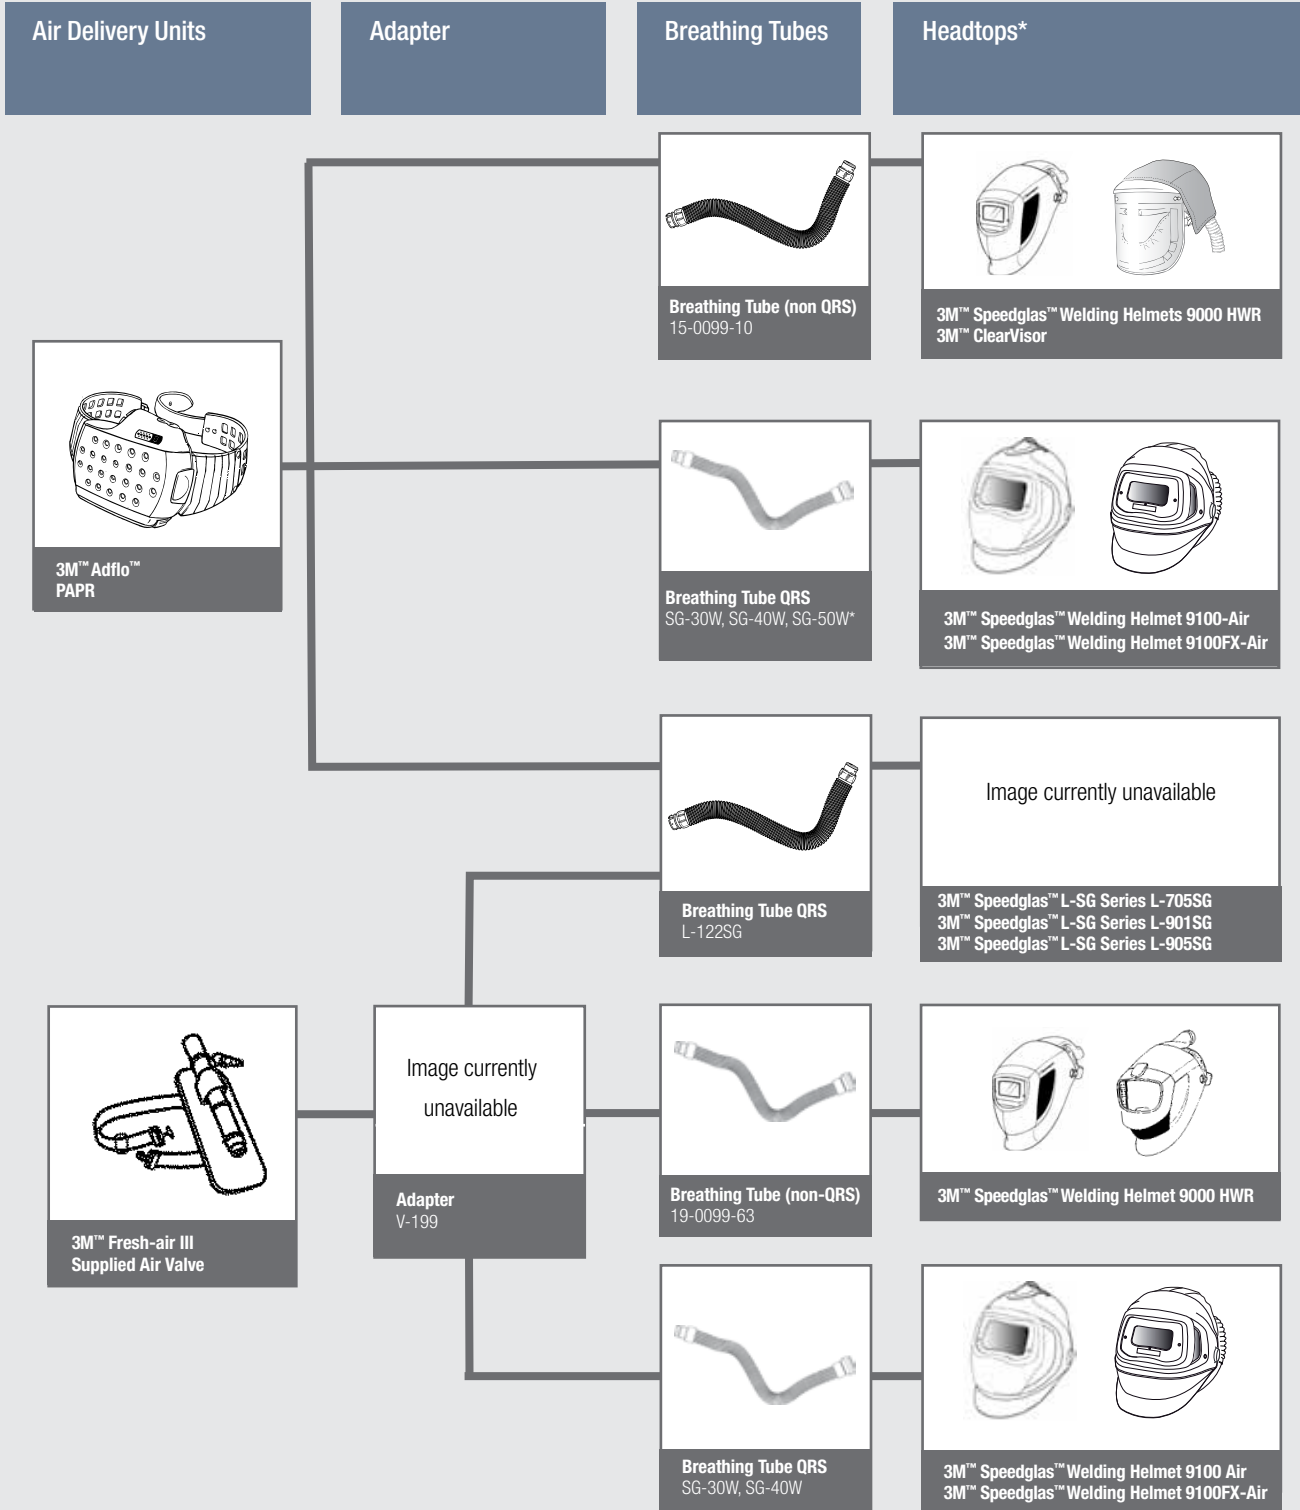 Air Delivery Units
Adapter
Breathing Tubes
Headtops*
Breathing Tube (non QRS)
15-0099-10
3M™ Speedglas™ Welding Helmets 9000 HWR
3M™ ClearVisor
3M™ Adflo™
PAPR
Breathing Tube QRS
SG-30W, SG-40W, SG-50W*
3M™ Speedglas™ Welding Helmet 9100-Air
3M™ Speedglas™ Welding Helmet 9100FX-Air
Breathing Tube QRS
L-122SG
Image currently unavailable
3M™ Speedglas™ L-SG Series L-705SG
3M™ Speedglas™ L-SG Series L-901SG
3M™ Speedglas™ L-SG Series L-905SG
3M™ Fresh-air III
Supplied Air Valve
Image currently
unavailable
Adapter
V-199
Breathing Tube (non-QRS)
19-0099-63
3M™ Speedglas™ Welding Helmet 9000 HWR
Breathing Tube QRS
SG-30W, SG-40W
3M™ Speedglas™ Welding Helmet 9100 Air
3M™ Speedglas™ Welding Helmet 9100FX-Air